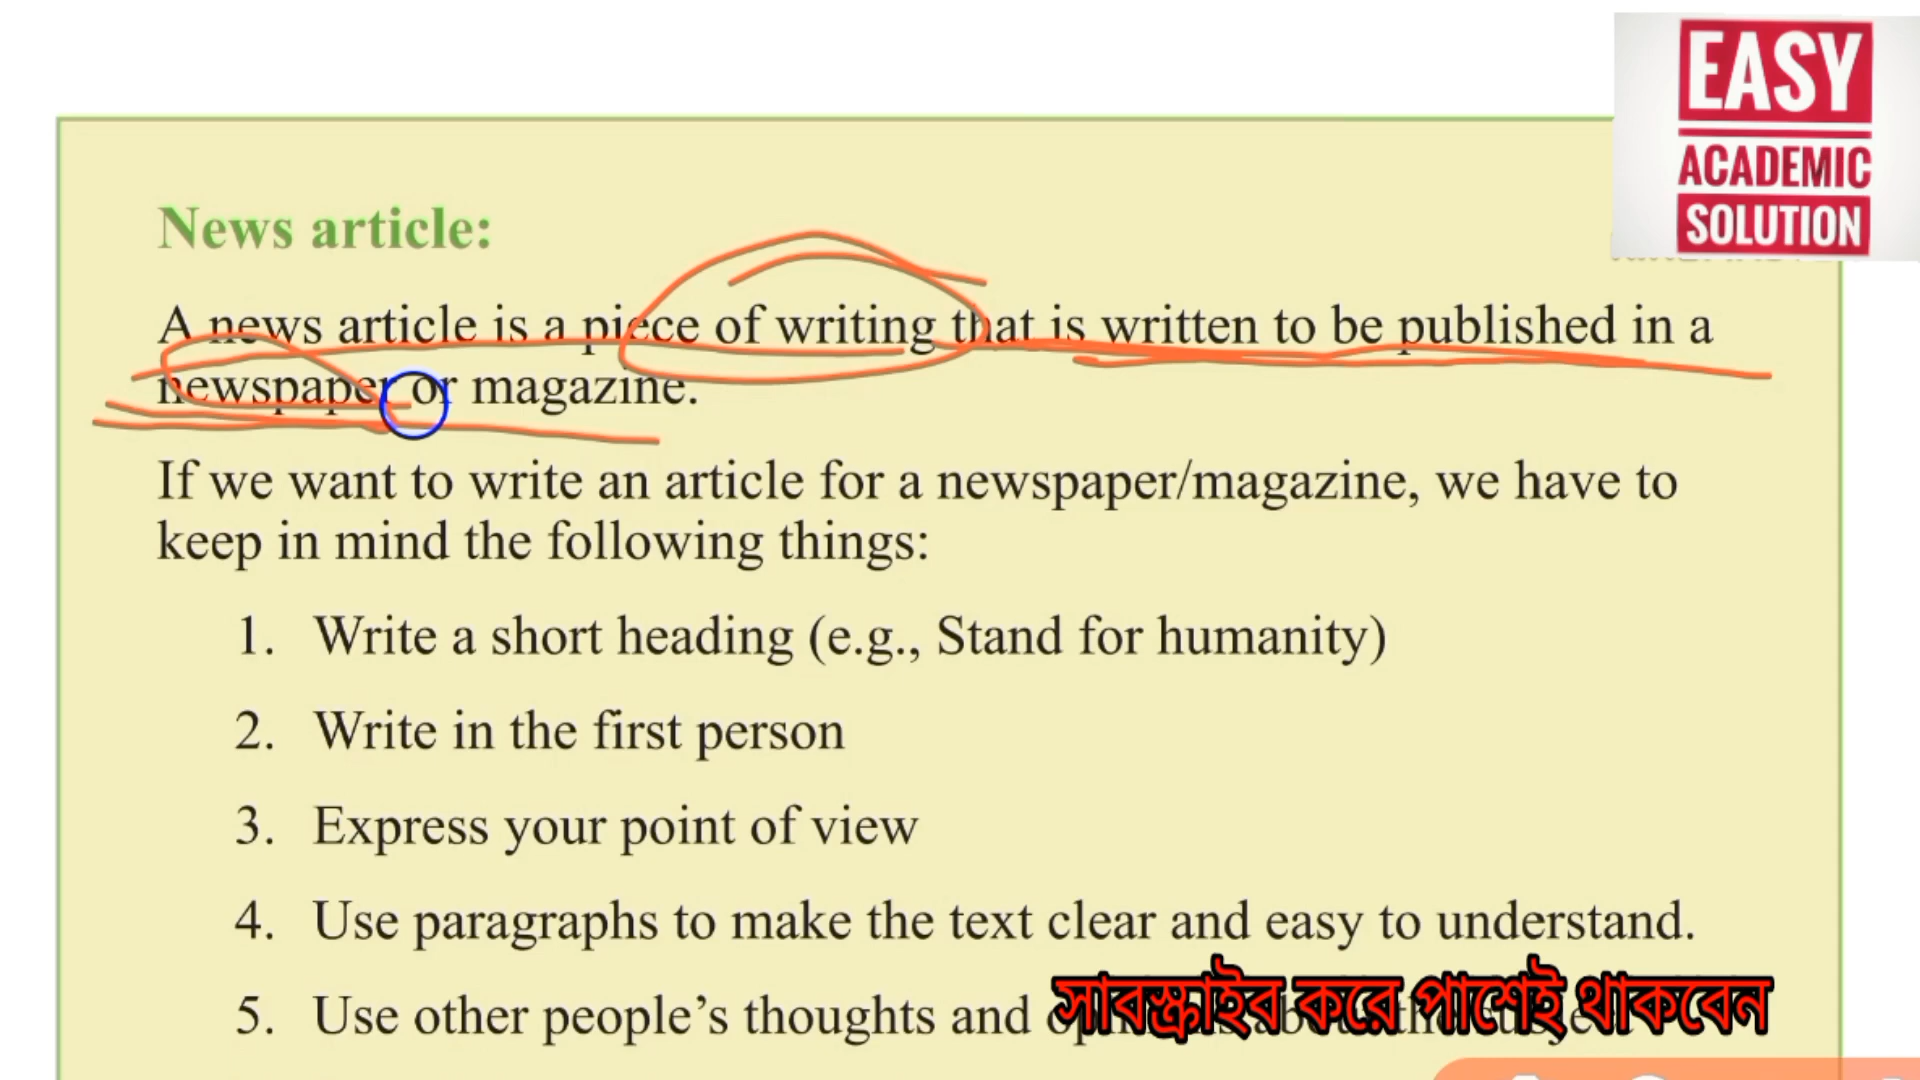 EASY
ACADEMIC
SOLUTION
News article:
A news article is a piece of writing that is written to be published in a
newspaper or magazine.
If we want to write an article for a newspaper/magazine, we have to
keep in mind the following things:
1. Write a short heading (e.g., Stand for humanity)
2. Write in the first person
3. Express your point of view
4. Use paragraphs to make the text clear and easy to understand.
5. Use other people’s thoughts and
সাবস্ক্রাইব করে পাশেই থাকবেন